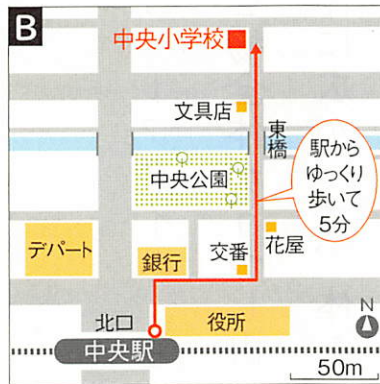 B
中央小学校
文具店
東橋
中央公園
駅から
ゆっくり
歩いて
5分
デパート
銀行
交番
花屋
北口
役所
中央駅
N
50m